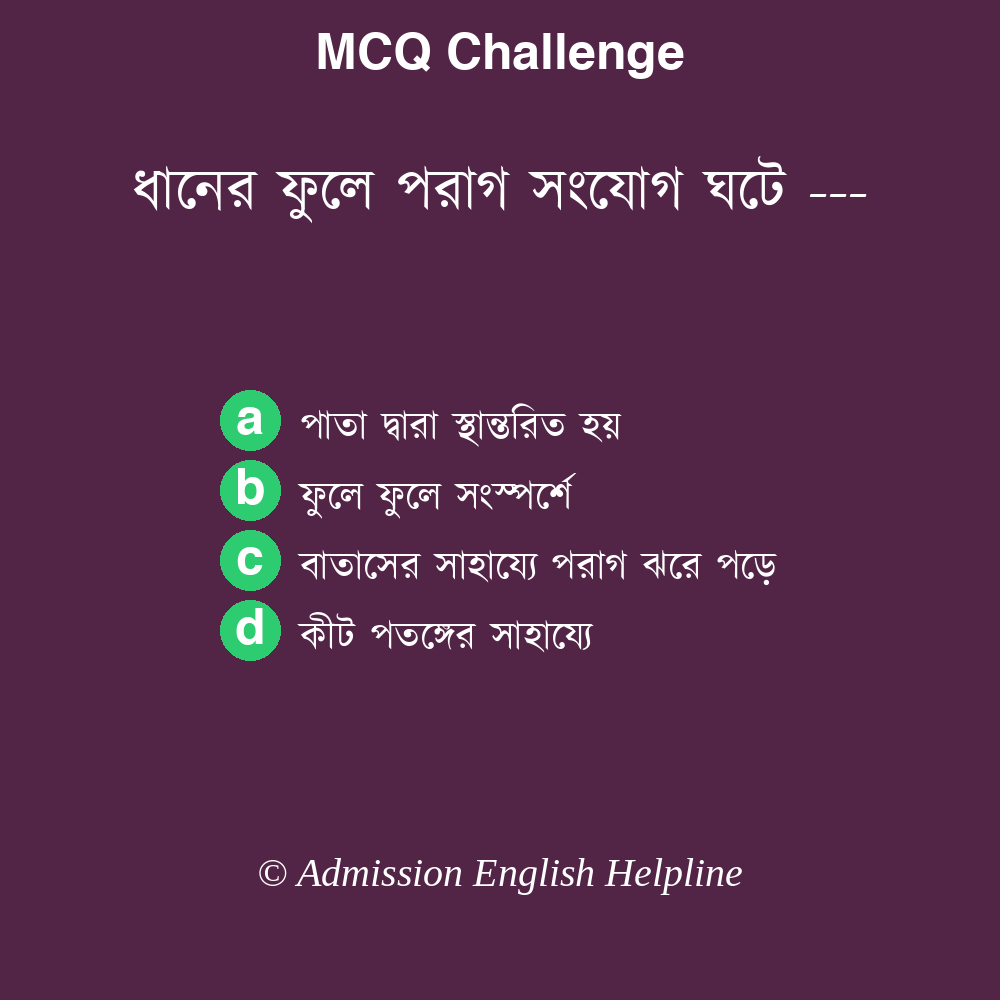 MCQ Challenge
ধানের ফুলে পরাগ সংযোগ ঘটে ---
a পাতা দ্বারা স্থান্তরিত হয়
b ফুলে ফুলে সংস্পর্শে
c বাতাসের সাহায্যে পরাগ ঝরে পড়ে
d কীট পতঙ্গের সাহায্যে
© Admission English Helpline